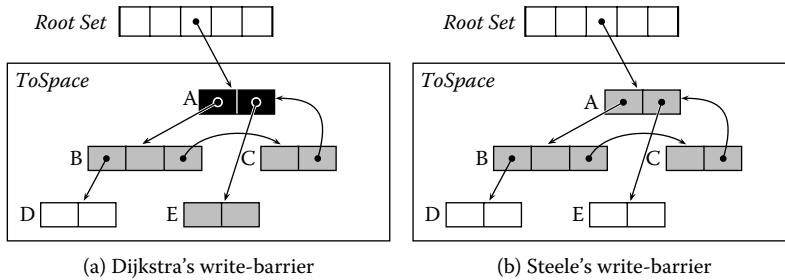 Root Set
ToSpace
A
B
C
D
E
(a) Dijkstra's write-barrier
Root Set
ToSpace
A
B
C
D
E
(b) Steele's write-barrier